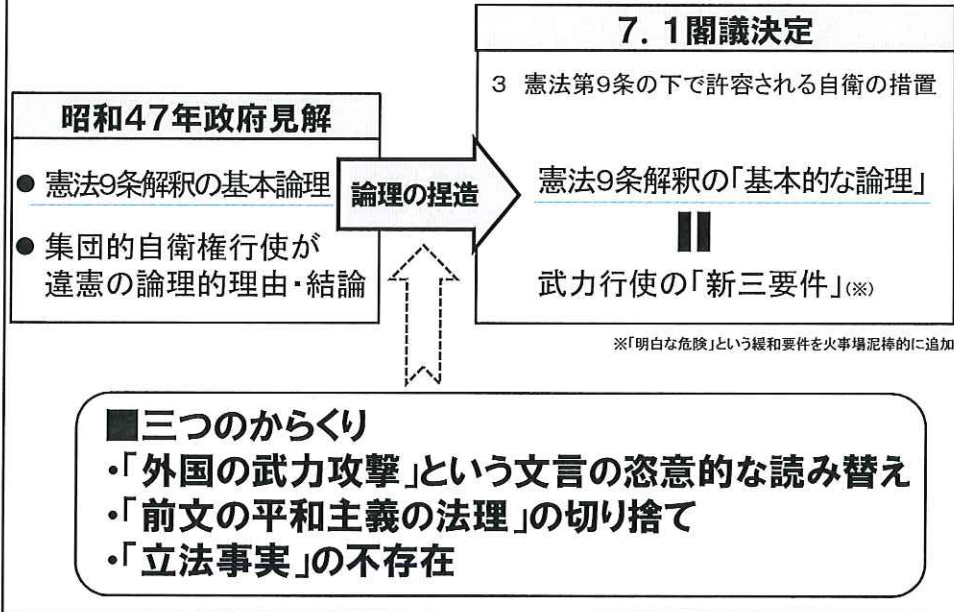 昭和47年政府見解
● 憲法9条解釈の基本論理
● 集団的自衛権行使が
違憲の論理的理由・結論
論理の捏造
7.1閣議決定
3 憲法第9条の下で許容される自衛の措置
憲法9条解釈の「基本的な論理」
武力行使の「新三要件」(※)
※「明白な危険」という緩和要件を火事場泥棒的に追加
■三つのからくり
・「外国の武力攻撃」という文言の恣意的な読み替え
・「前文の平和主義の法理」の切り捨て
・「立法事実」の不存在